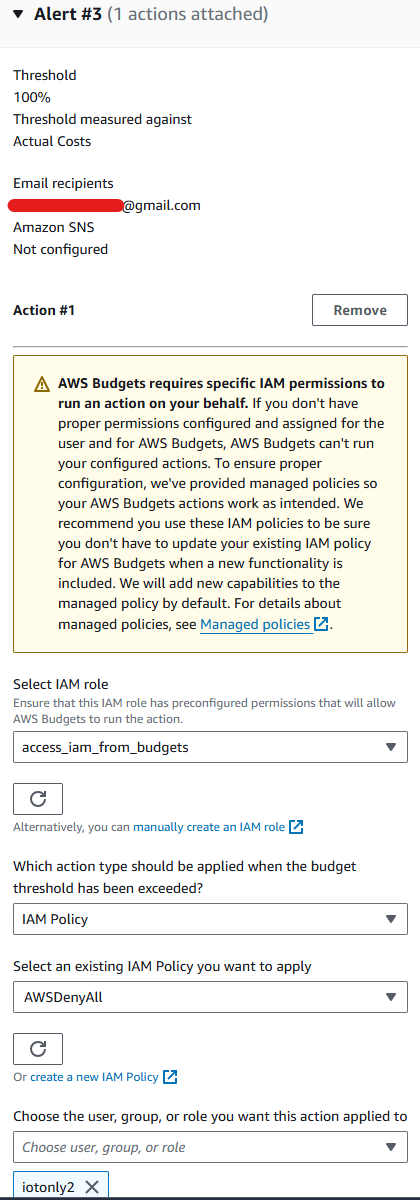 Alert #3 (1 actions attached)
Threshold
100%
Threshold measured against
Actual Costs
Email recipients
@gmail.com
Amazon SNS
Not configured
Action #1
Remove
AWS Budgets requires specific IAM permissions to
run an action on your behalf. If you don't have
proper permissions configured and assigned for the
user and for AWS Budgets, AWS Budgets can't run
your configured actions. To ensure proper
configuration, we've provided managed policies so
your AWS Budgets actions work as intended. We
recommend you use these IAM policies to be sure
you don't have to update your existing IAM policy
for AWS Budgets when a new functionality is
included. We will add new capabilities to the
managed policy by default. For details about
managed policies, see Managed policies.
Select IAM role
Ensure that this IAM role has preconfigured permissions that will allow
AWS Budgets to run the action.
access_iam_from_budgets
Alternatively, you can manually create an IAM role
Which action type should be applied when the budget
threshold has been exceeded?
IAM Policy
Select an existing IAM Policy you want to apply
AWSDenyAll
Or create a new IAM Policy
Choose the user, group, or role you want this action applied to
Choose user, group, or role
iotonly2